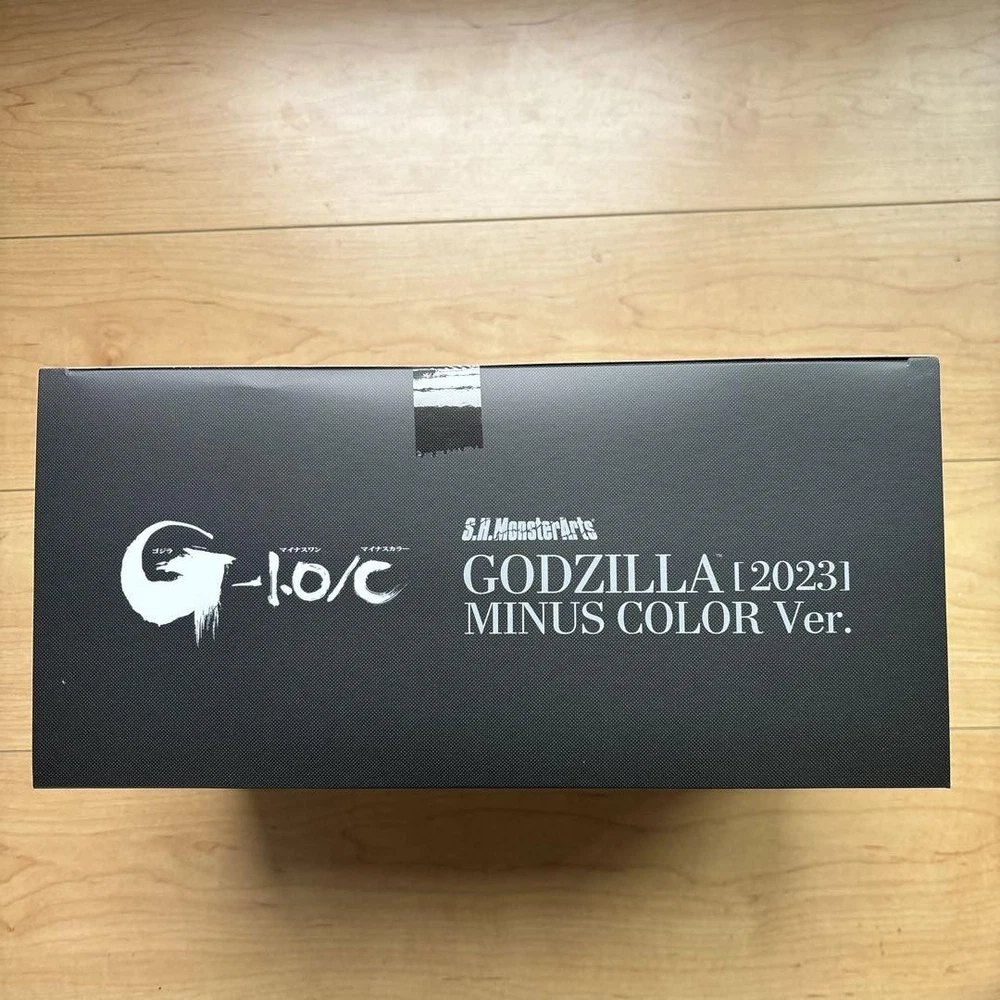 ゴジラ マイナスワン マイナスカラー
G-1.0/C
S.H.MonsterArts
GODZILLA™ [2023]
MINUS COLOR Ver.